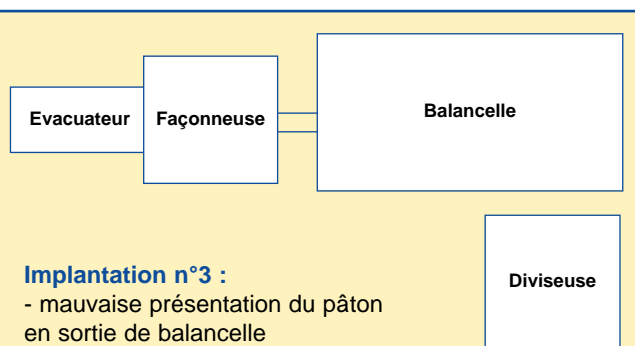 Evacuateur
Façonneuse
Balancelle
Diviseuse
Implantation n°3 :
- mauvaise présentation du pâton
en sortie de balancelle